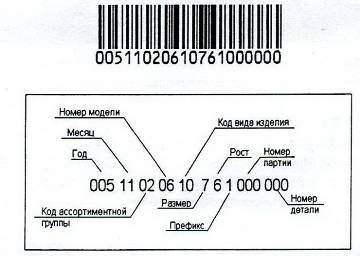 00511020610761000000
Номер модели
Код вида изделия
Месяц
Рост
Номер
партии
Год
005 11 02 06 10 7 6 1 000 000
Код ассортиментной
группы
Размер
Префикс
Номер
детали